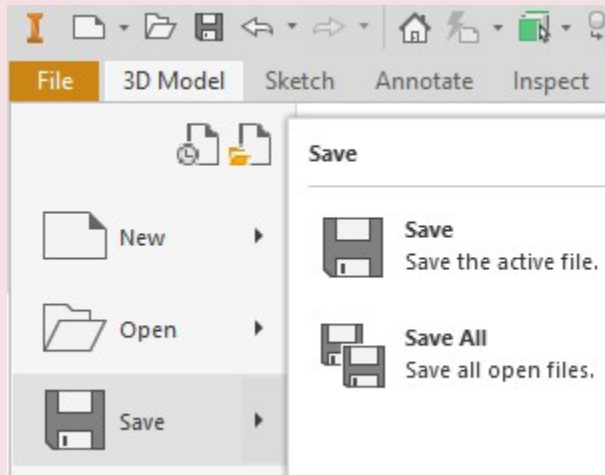 File 3D Model Sketch Annotate Inspect
Save
New
Save
Save the active file.
Open
Save All
Save all open files.
Save